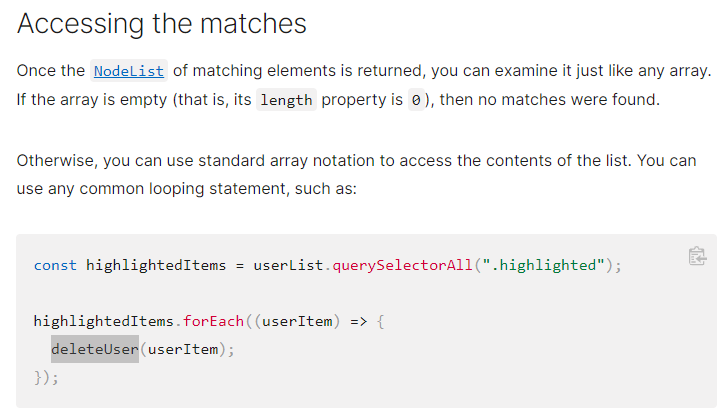 Accessing the matches
Once the NodeList of matching elements is returned, you can examine it just like any array.
If the array is empty (that is, its length property is 0), then no matches were found.
Otherwise, you can use standard array notation to access the contents of the list. You can
use any common looping statement, such as:
const highlightedItems = userList.querySelectorAll(".highlighted");
highlightedItems.forEach((userItem) => {
  deleteUser(userItem);
});